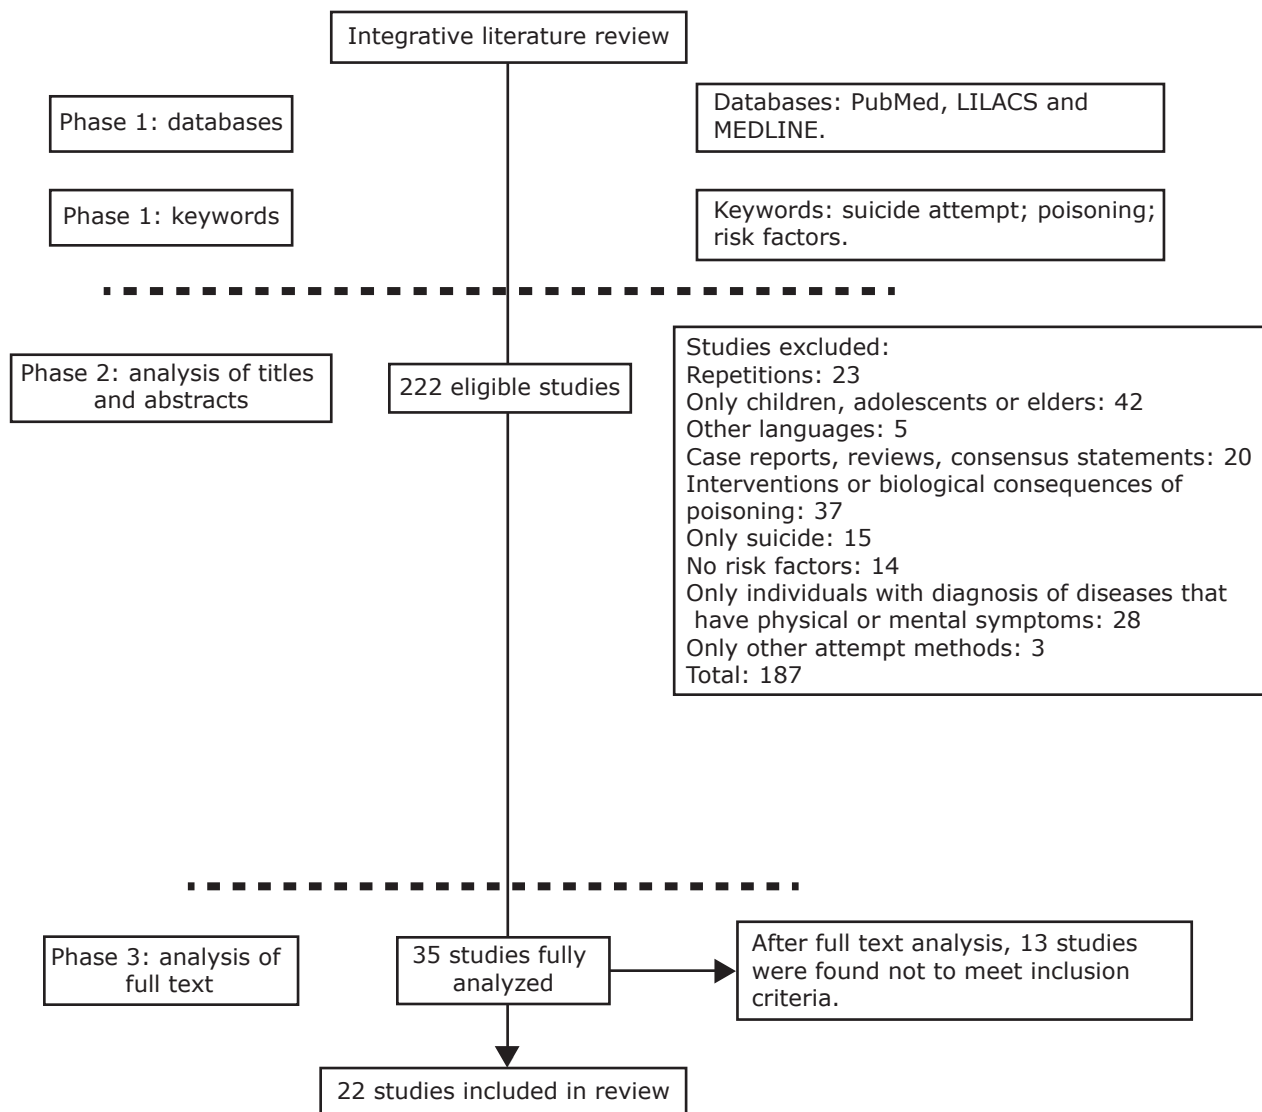 Integrative literature review
Phase 1: databases
Databases: PubMed, LILACS and
MEDLINE.
Phase 1: keywords
Keywords: suicide attempt; poisoning;
risk factors.
Phase 2: analysis of titles
and abstracts
222 eligible studies
Studies excluded:
Repetitions: 23
Only children, adolescents or elders: 42
Other languages: 5
Case reports, reviews, consensus statements: 20
Interventions or biological consequences of
poisoning: 37
Only suicide: 15
No risk factors: 14
Only individuals with diagnosis of diseases that
have physical or mental symptoms: 28
Only other attempt methods: 3
Total: 187
Phase 3: analysis of
full text
35 studies fully
analyzed
After full text analysis, 13 studies
were found not to meet inclusion
criteria.
22 studies included in review